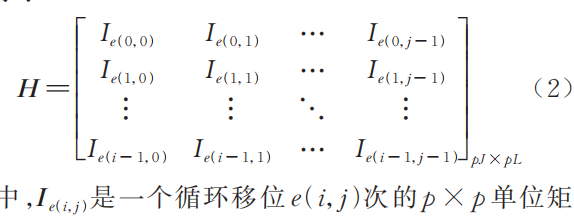 H=[I_{e(0,0)} I_{e(0,1)} ⋯ I_{e(0,j−1)}
I_{e(1,0)} I_{e(1,1)} ⋯ I_{e(1,j−1)}
⋮ ⋮ ⋱ ⋮
I_{e(i−1,0)} I_{e(i−1,1)} ⋯ I_{e(i−1,j−1)}]_{pJ×pL} （2）
中,I_{e(i,j)}是一个循环移位e(i,j)次的p×p单位矩